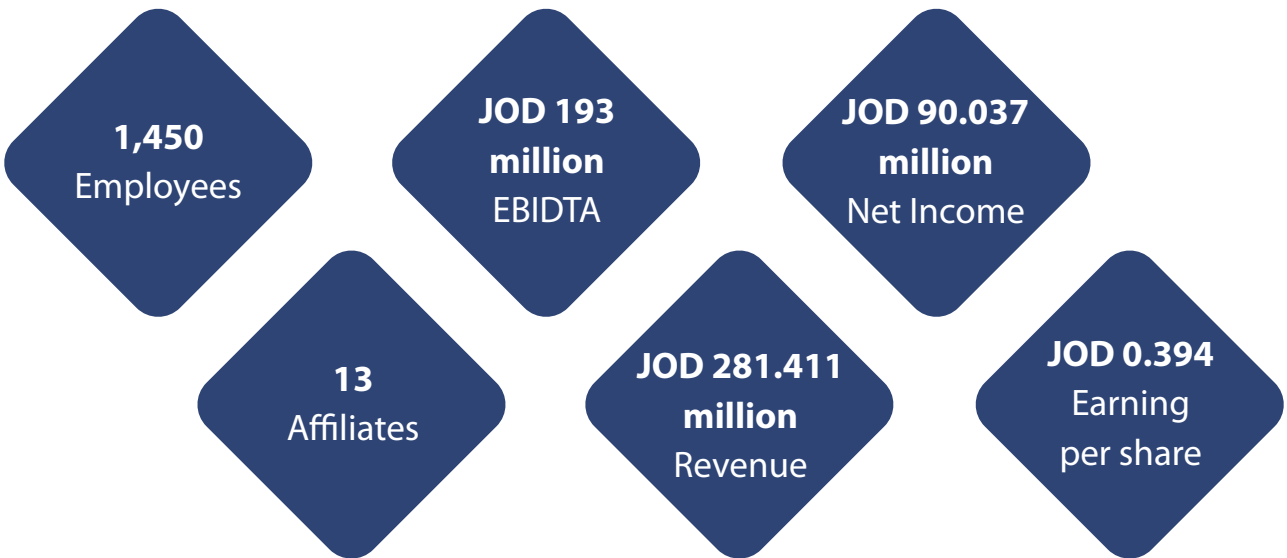 1,450
Employees
JOD 193
million
EBIDTA
JOD 90.037
million
Net Income
13
Affiliates
JOD 281.411
million
Revenue
JOD 0.394
Earning
per share